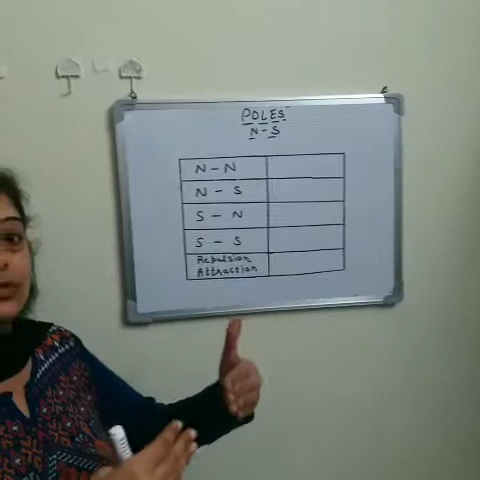 POLES
N - S
N - N
N - S
S - N
S - S
Repulsion
Attraction